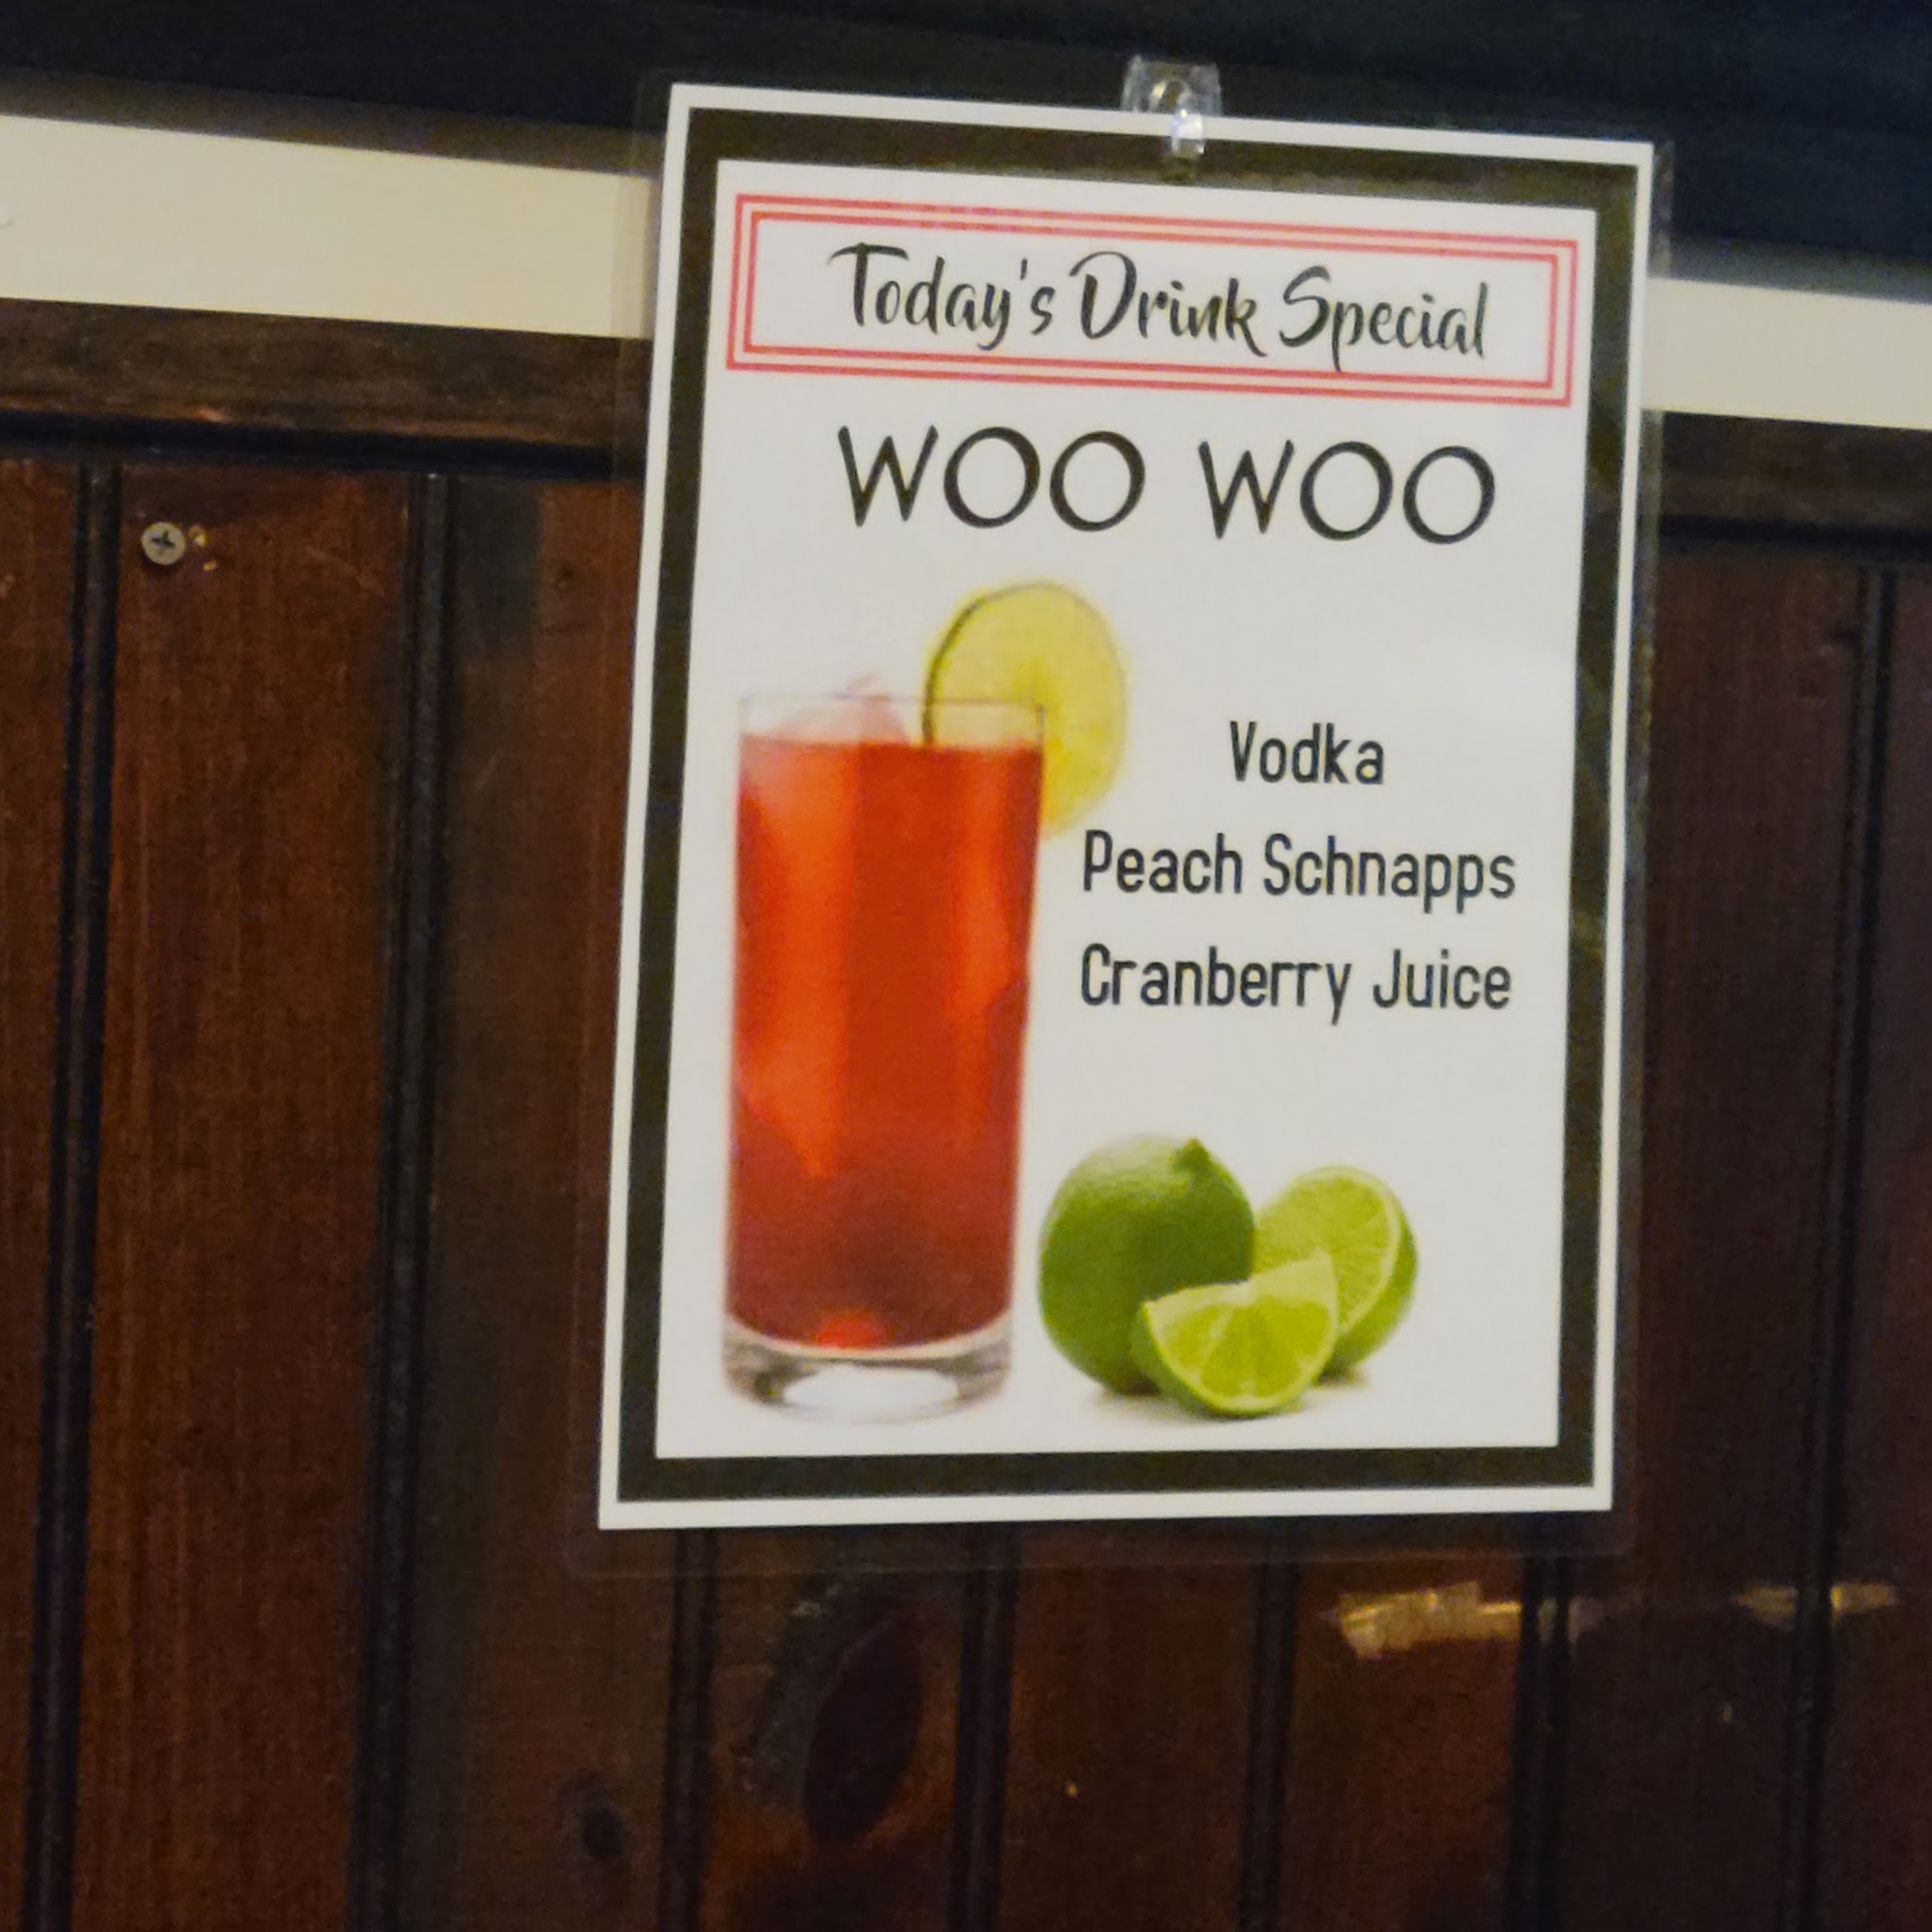 Today's Drink Special
WOO WOO
Vodka
Peach Schnapps
Cranberry Juice